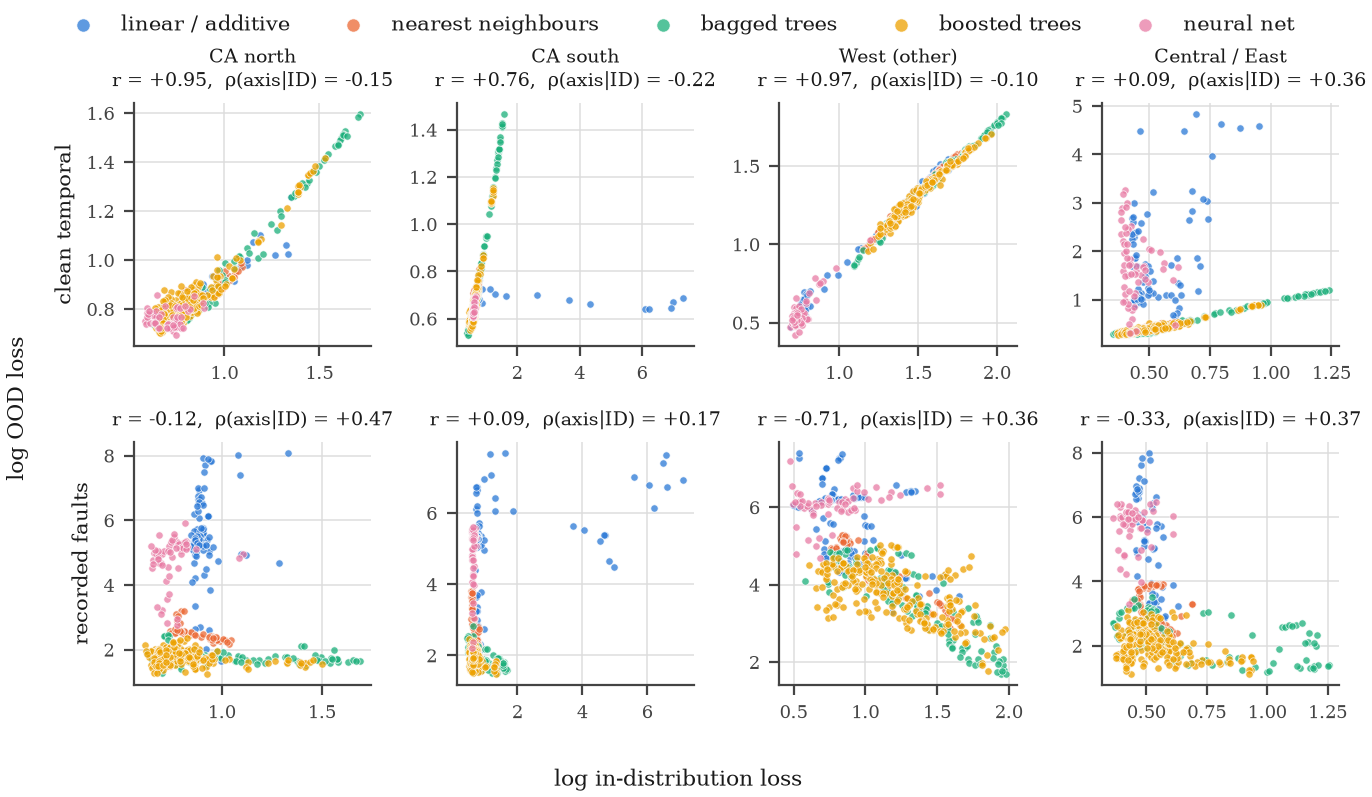 linear / additive nearest neighbours bagged trees boosted trees neural net
CA north CA south West (other) Central / East
r = +0.95, ρ(axis|ID) = -0.15 r = +0.76, ρ(axis|ID) = -0.22 r = +0.97, ρ(axis|ID) = -0.10 r = +0.09, ρ(axis|ID) = +0.36
log OOD loss
clean temporal
1.6
1.4
1.2
1.0
0.8
1.0 1.5
1.4
1.2
1.0
0.8
0.6
2 4 6
1.5
1.0
0.5
1.0 1.5 2.0
5
4
3
2
1
0.50 0.75 1.00 1.25
r = -0.12, ρ(axis|ID) = +0.47 r = +0.09, ρ(axis|ID) = +0.17 r = -0.71, ρ(axis|ID) = +0.36 r = -0.33, ρ(axis|ID) = +0.37
recorded faults
8
6
4
2
1.0 1.5
6
4
2
2 4 6
6
4
2
0.5 1.0 1.5 2.0
8
6
4
2
0.50 0.75 1.00 1.25
log in-distribution loss